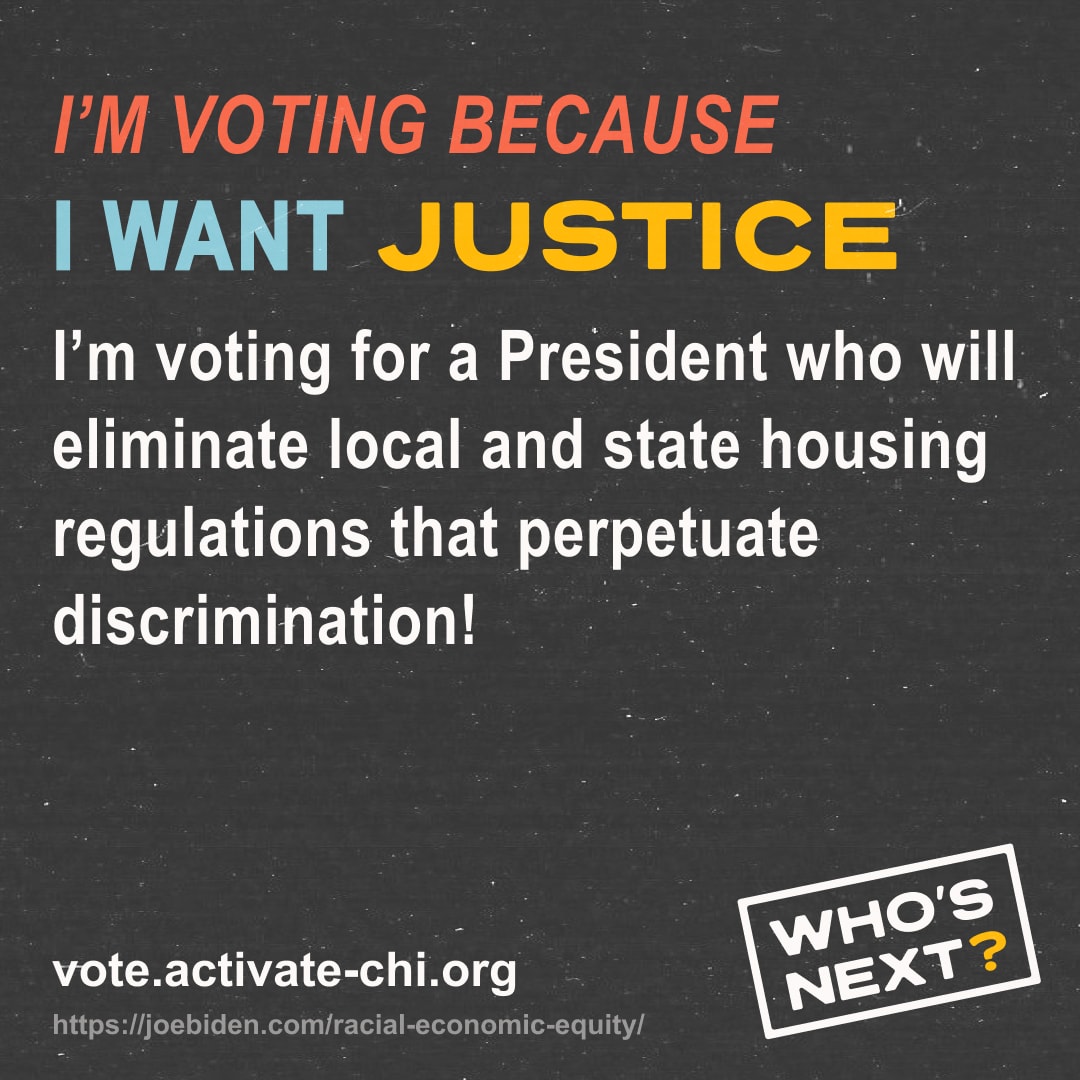 I’M VOTING BECAUSE
I WANT JUSTICE
I’m voting for a President who will
eliminate local and state housing
regulations that perpetuate
discrimination!
WHO’S
NEXT?
vote.activate-chi.org
https://joebiden.com/racial-economic-equity/